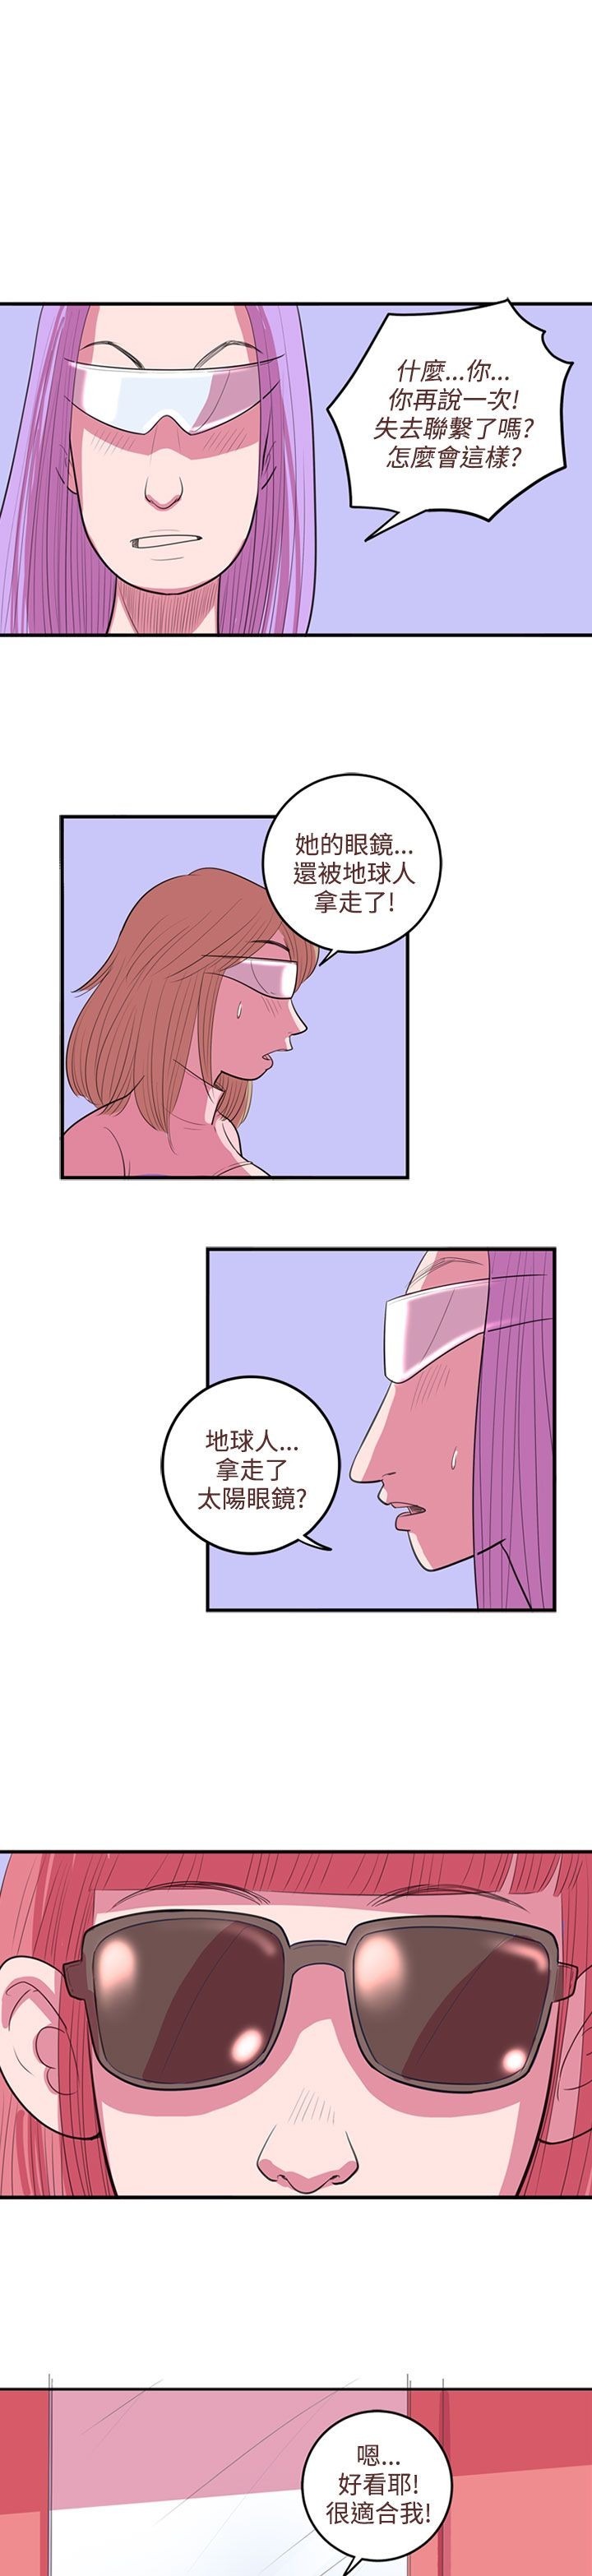 什麼...你...
你再說一次!
失去聯繫了嗎?
怎麼會這樣?
她的眼鏡...
還被地球人
拿走了!
地球人...
拿走了
太陽眼鏡?
嗯...
好看耶!
很適合我!